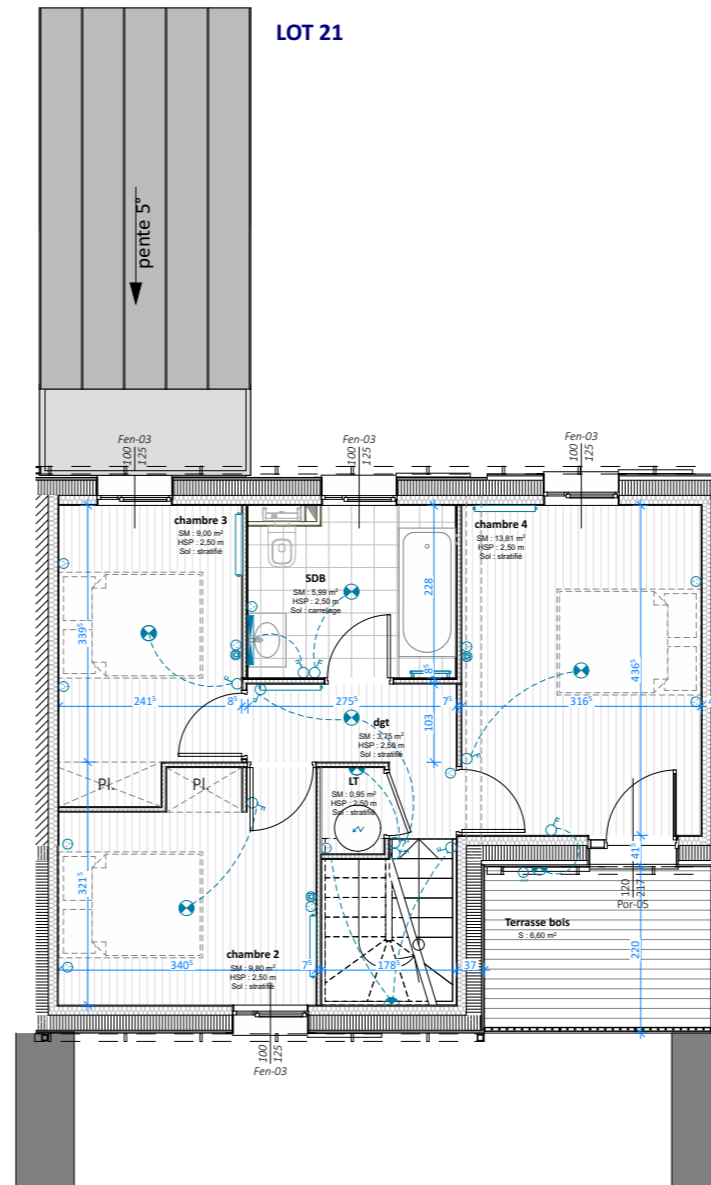 LOT 21
pente 5°
Fen-03
100
125
Fen-03
100
125
Fen-03
100
125
chambre 3
SM : 9,00 m²
HSP : 2,50 m
Sol : stratifié
SDB
SM : 5,99 m²
HSP : 2,50 m
Sol : carrelage
chambre 4
SM : 13,81 m²
HSP : 2,50 m
Sol : stratifié
228
339⁵
436⁵
8⁵
241⁵
8⁵
275
7⁵
316⁵
103
dgt
SM : 3,75 m²
HSP : 2,50 m
Sol : stratifié
Pl.
Pl.
LT
SM : 0,95 m²
HSP : 2,50 m
Sol : stratifié
41⁵
321⁵
120
217
Por-05
Terrasse bois
S : 6,60 m²
220
chambre 2
SM : 9,80 m²
HSP : 2,50 m
Sol : stratifié
340⁵
7⁵
178⁵
37
100
125
Fen-03